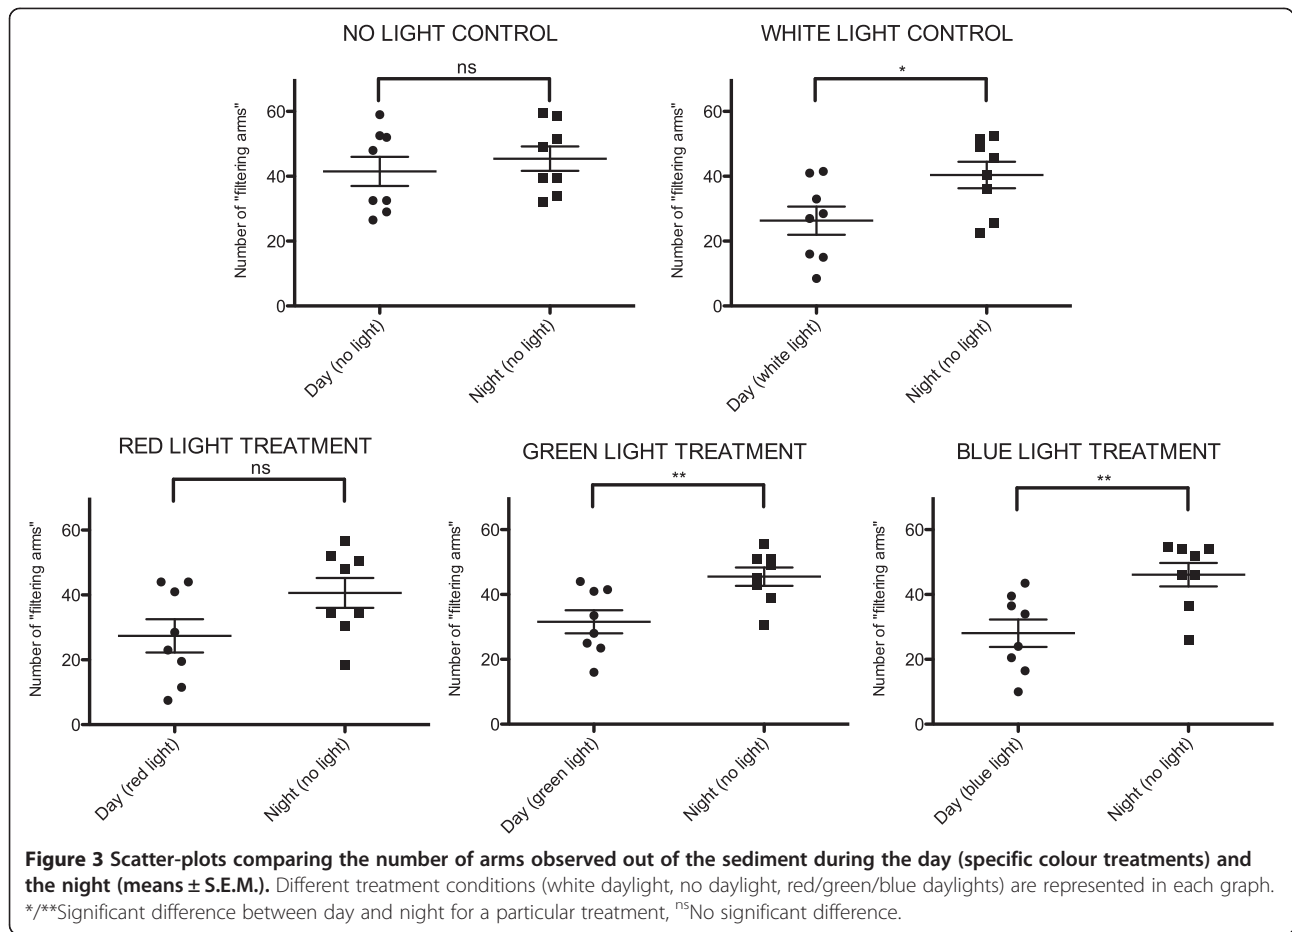 NO LIGHT CONTROL
ns
Number of "filtering arms"
60
40
20
0
Day (no light)
Night (no light)
WHITE LIGHT CONTROL
*
Number of "filtering arms"
60
40
20
0
Day (white light)
Night (no light)
RED LIGHT TREATMENT
ns
Number of "filtering arms"
60
40
20
0
Day (red light)
Night (no light)
GREEN LIGHT TREATMENT
**
Number of "filtering arms"
60
40
20
0
Day (green light)
Night (no light)
BLUE LIGHT TREATMENT
**
Number of "filtering arms"
60
40
20
0
Day (blue light)
Night (no light)
Figure 3 Scatter-plots comparing the number of arms observed out of the sediment during the day (specific colour treatments) and
the night (means ± S.E.M.). Different treatment conditions (white daylight, no daylight, red/green/blue daylights) are represented in each graph.
*/**Significant difference between day and night for a particular treatment, nsNo significant difference.